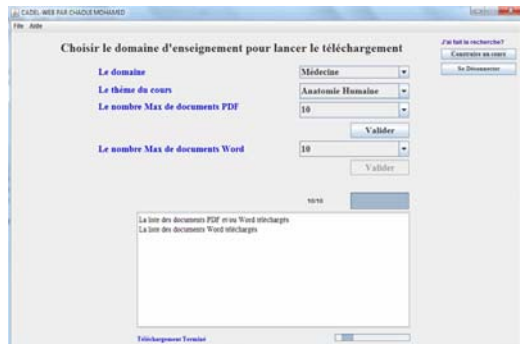 CADEL-WEB PAR CHAOUI MOHAMED
File Aide
J'ai fait la recherche?
Choisir le domaine d'enseignement pour lancer le téléchargement
Construire un cours
Se Déconnecter
Le domaine Médecine
Le thème du cours Anatomie Humaine
Le nombre Max de documents PDF 10
Valider
Le nombre Max de documents Word 10
Valider
10/10
La liste des documents PDF et ou Word téléchargés
La liste des documents Word téléchargés
Téléchargement Terminé